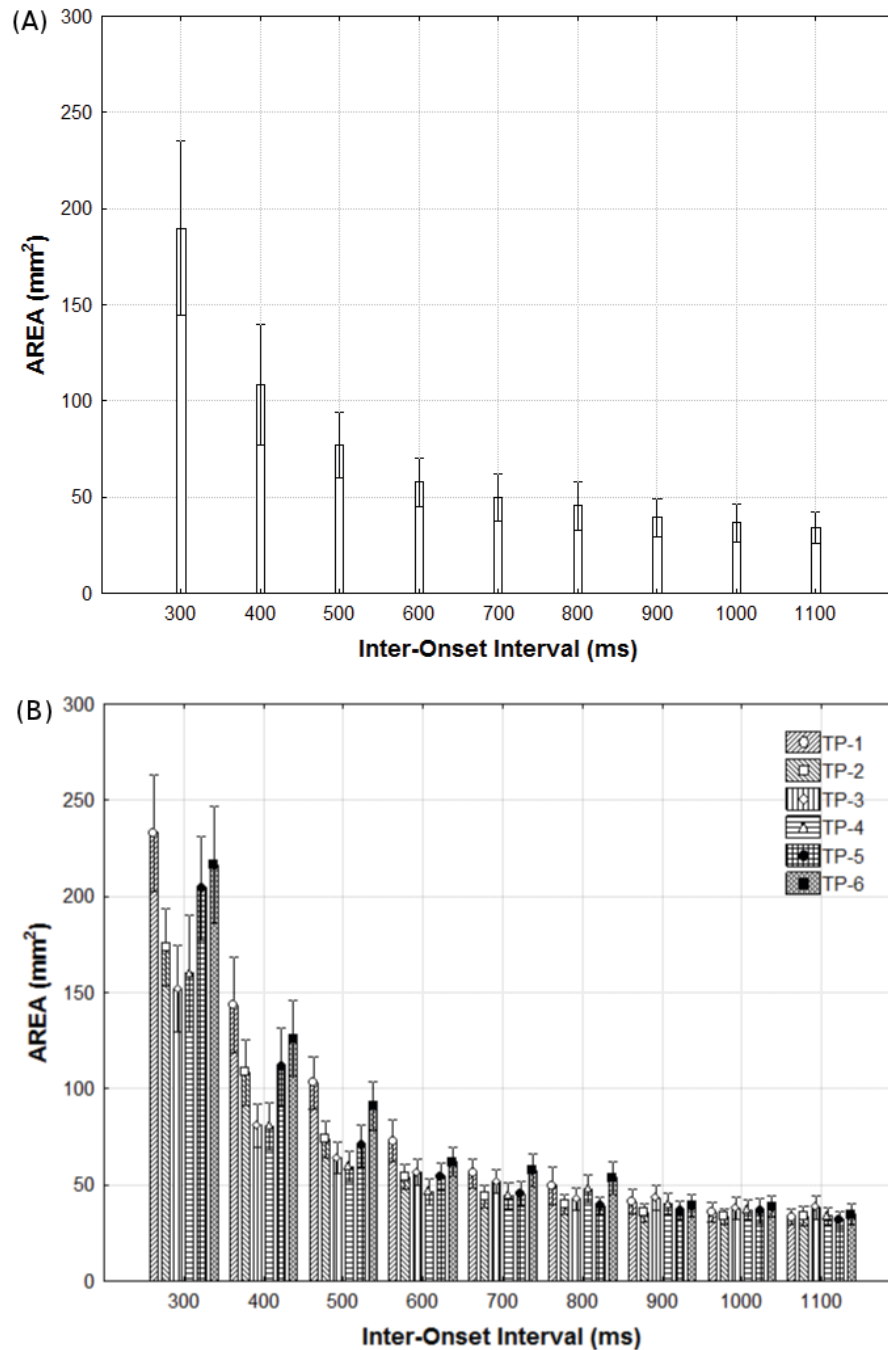 (A)
300
250
200
150
100
50
0
AREA (mm²)
300 400 500 600 700 800 900 1000 1100
Inter-Onset Interval (ms)
(B)
300
250
200
150
100
50
0
AREA (mm²)
TP-1
TP-2
TP-3
TP-4
TP-5
TP-6
300 400 500 600 700 800 900 1000 1100
Inter-Onset Interval (ms)